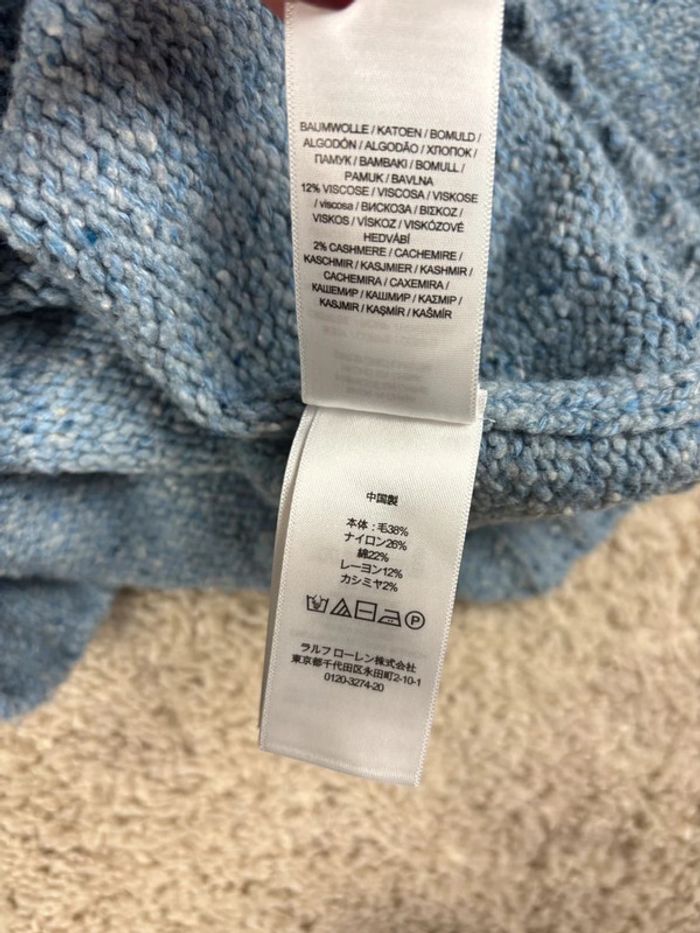 BAUMWOLLE / KATOEN / BOMULD /
ALGODÓN / ALGODÃO / ХЛОПОК /
ПАМУК / ΒΑΜΒΑΚΙ / BOMULL /
PAMUK / BAVLNA
12% VISCOSE / VISCOSA / VISKOSE
/ viscosa / ВИСКОЗА / ΒΙΣΚΟΖ /
VISKOS / VİSKOZ / VISKÓZOVÉ
HEDVÁBÍ
2% CASHMERE / CACHEMIRE /
KASCHMIR / KASJMIER / KASHMIR /
CACHEMIRA / CAXEMIRA /
КАШЕМИР / КАШМИР / ΚΑΣΜΙΡ /
KASJMIR / KAŞMİR / KAŠMÍR
中国製
本体 : 毛38%
ナイロン26%
綿22%
レーヨン12%
カシミヤ2%
P
ラルフ ローレン株式会社
東京都千代田区永田町2-10-1
0120-3274-20